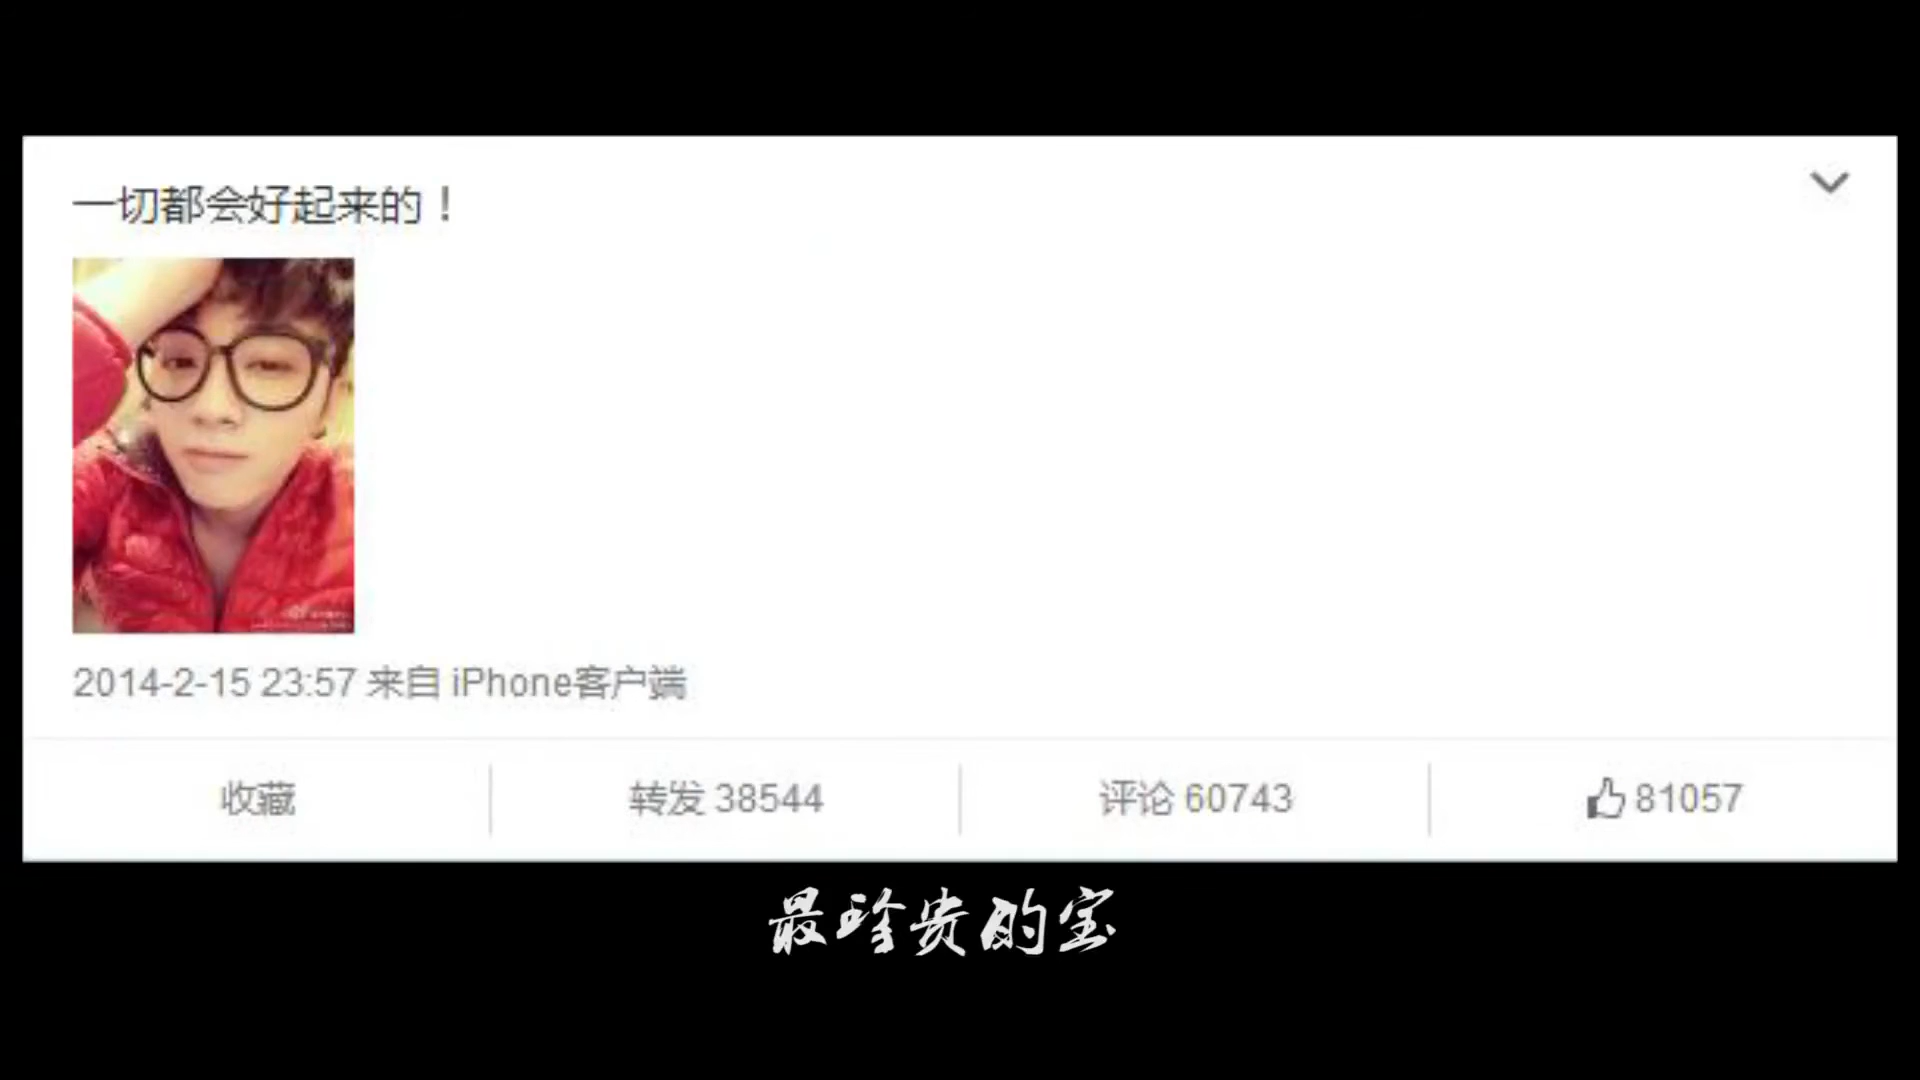 一切都会好起来的！
2014-2-15 23:57 来自 iPhone客户端
收藏
转发 38544
评论 60743
81057
最珍贵的宝